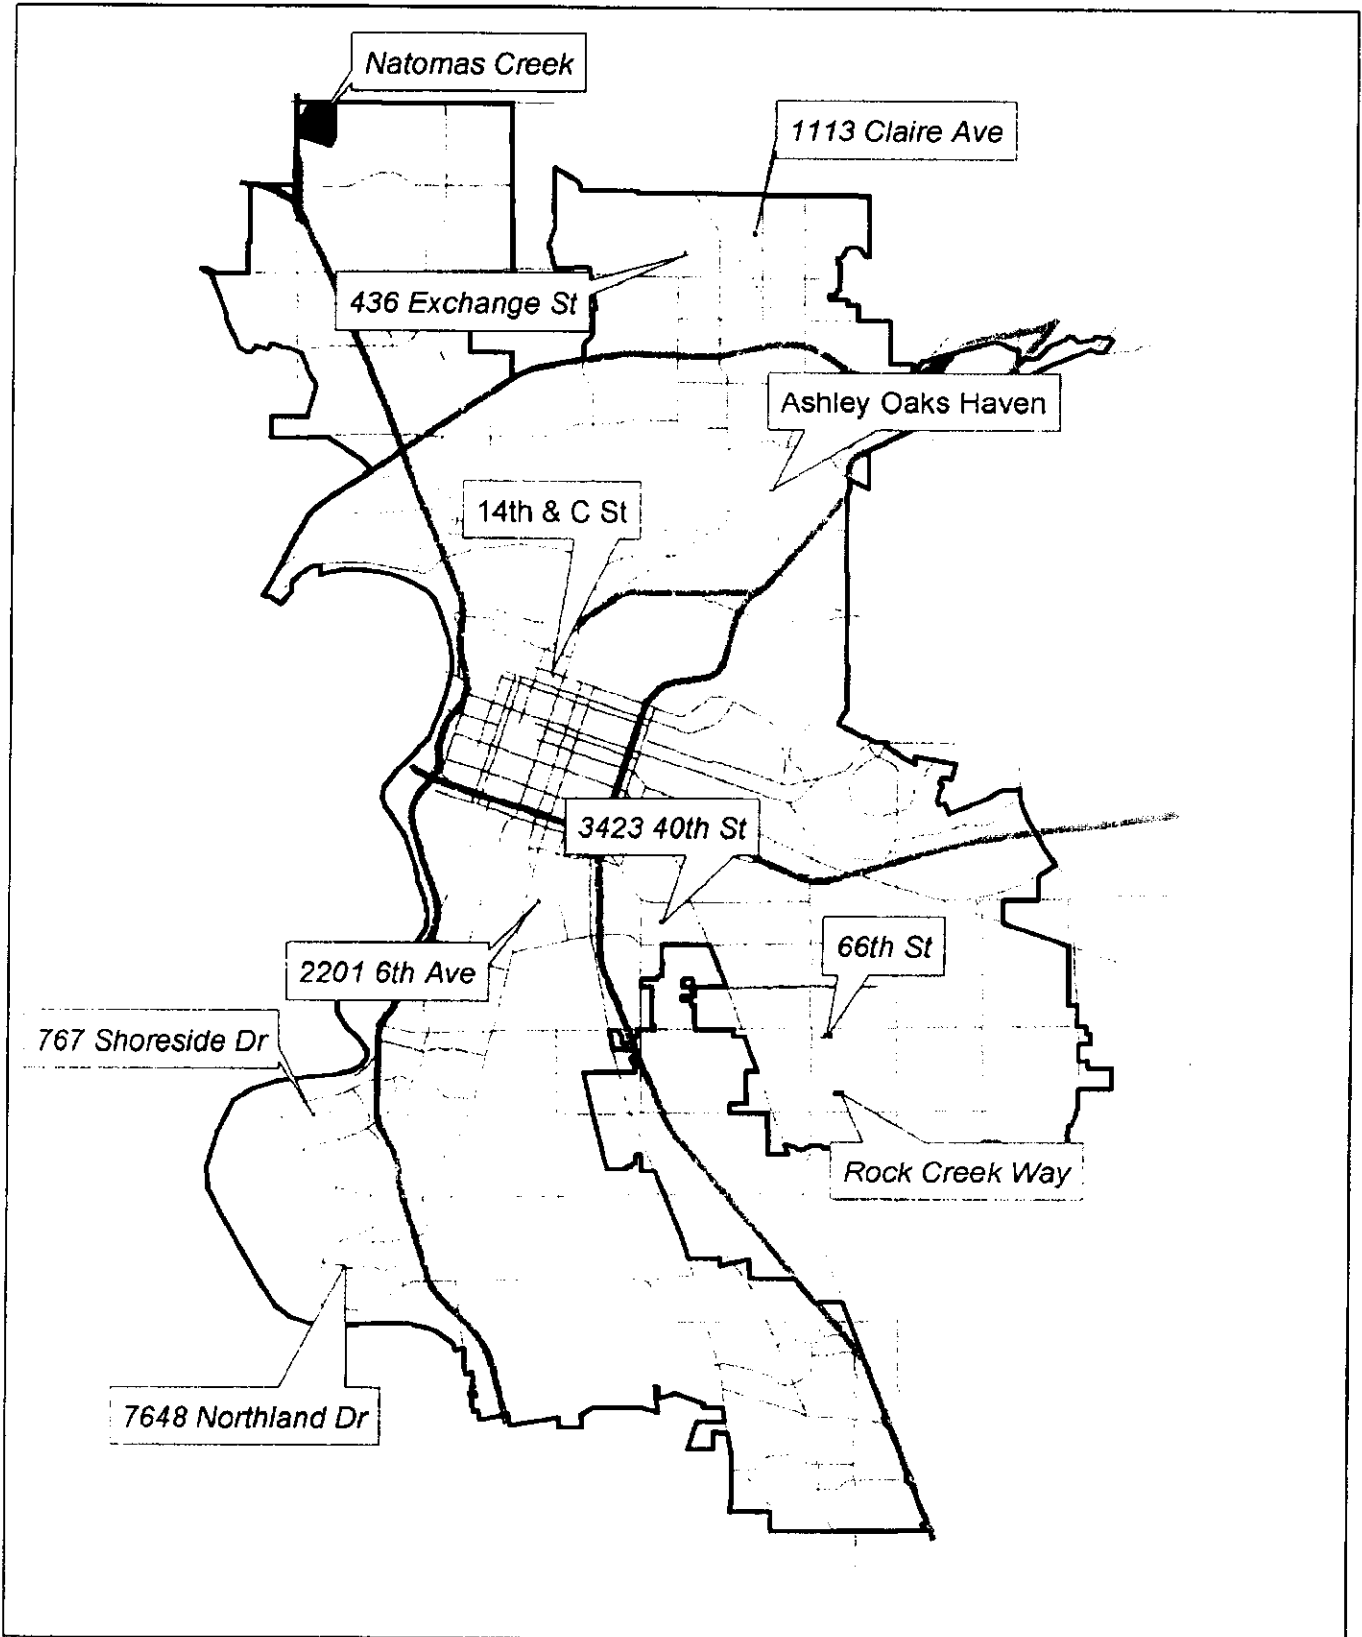 Natomas Creek
1113 Claire Ave
436 Exchange St
Ashley Oaks Haven
14th & C St
3423 40th St
66th St
2201 6th Ave
767 Shoreside Dr
Rock Creek Way
7648 Northland Dr